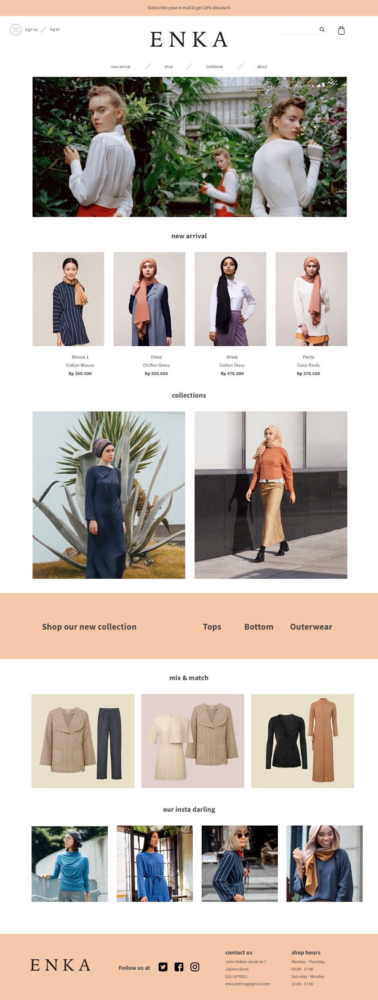 Subscribe your e-mail & get 10% discount
sign up
log in
ENKA
new arrival
shop
lookbook
about
new arrival
Blouse 1
Cotton Blouse
Rp 300.000
Dress
Chiffon Dress
Rp 500.000
Dress
Cotton Dress
Rp 470.000
Pants
Color Pants
Rp 370.000
collections
Shop our new collection
Tops
Bottom
Outerwear
mix & match
our insta darling
ENKA
Follow us at
contact us
Jalan Kebon Jeruk no 7
Jakarta Barat
021-2470921
enkaclothing@gmail.com
shop hours
Monday - Thursday
09.00 - 17.00
Saturday - Monday
12.00 - 17.00